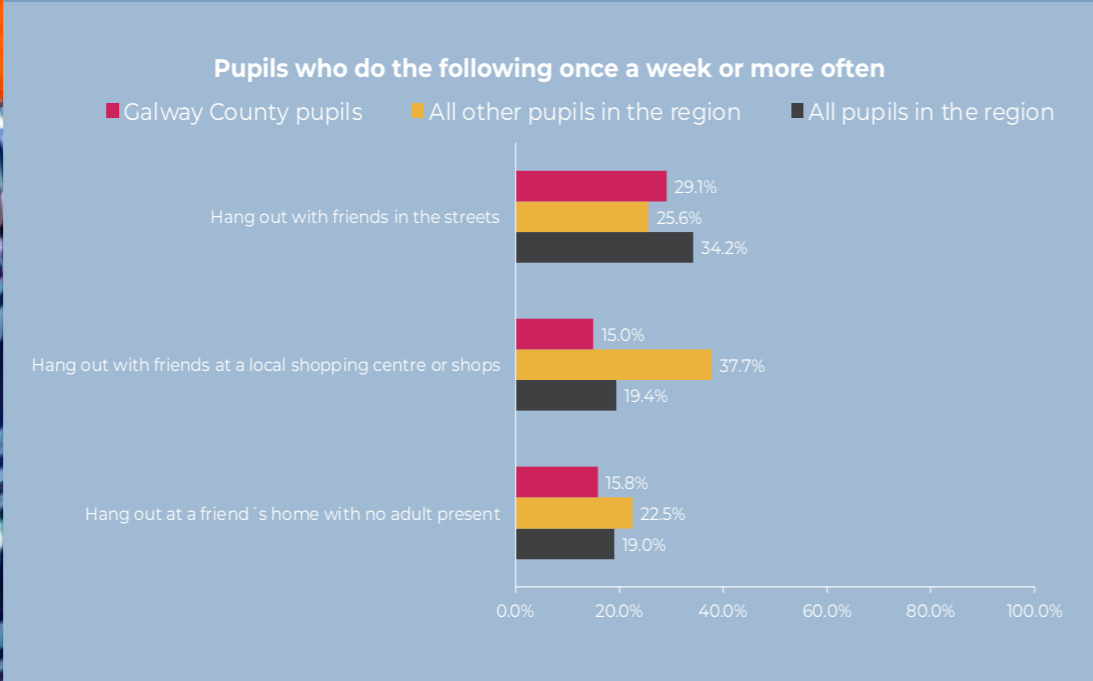 Pupils who do the following once a week or more often
Galway County pupils All other pupils in the region All pupils in the region
29.1%
Hang out with friends in the streets 25.6%
34.2%
15.0%
Hang out with friends at a local shopping centre or shops 37.7%
19.4%
15.8%
Hang out at a friend´s home with no adult present 22.5%
19.0%
0.0% 20.0% 40.0% 60.0% 80.0% 100.0%